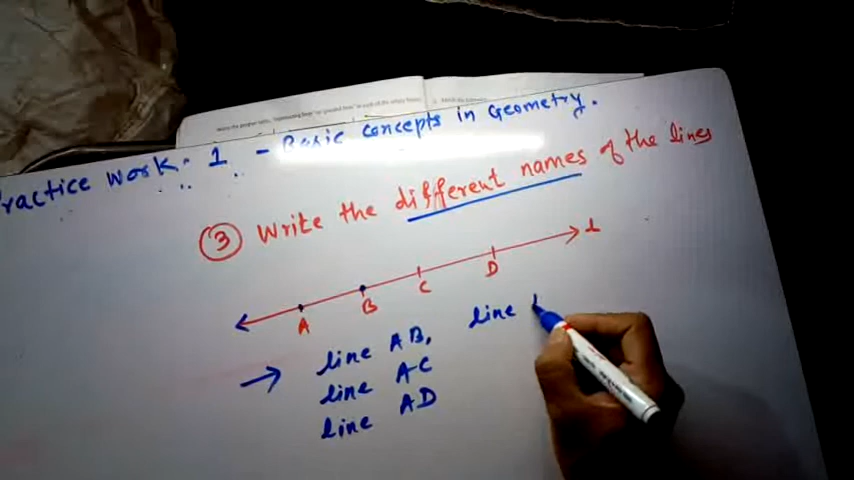 Practice Work. 1 - Basic concepts in Geometry.
3 Write the different names of the lines
l
A B C D
→ line AB, line
line AC
line AD